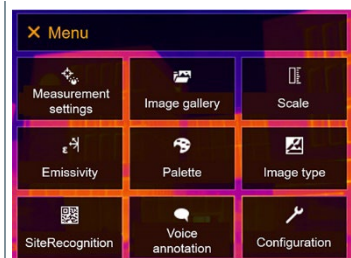 Menu
Measurement
settings
Image gallery
Scale
ε
Emissivity
Palette
Image type
SiteRecognition
Voice
annotation
Configuration